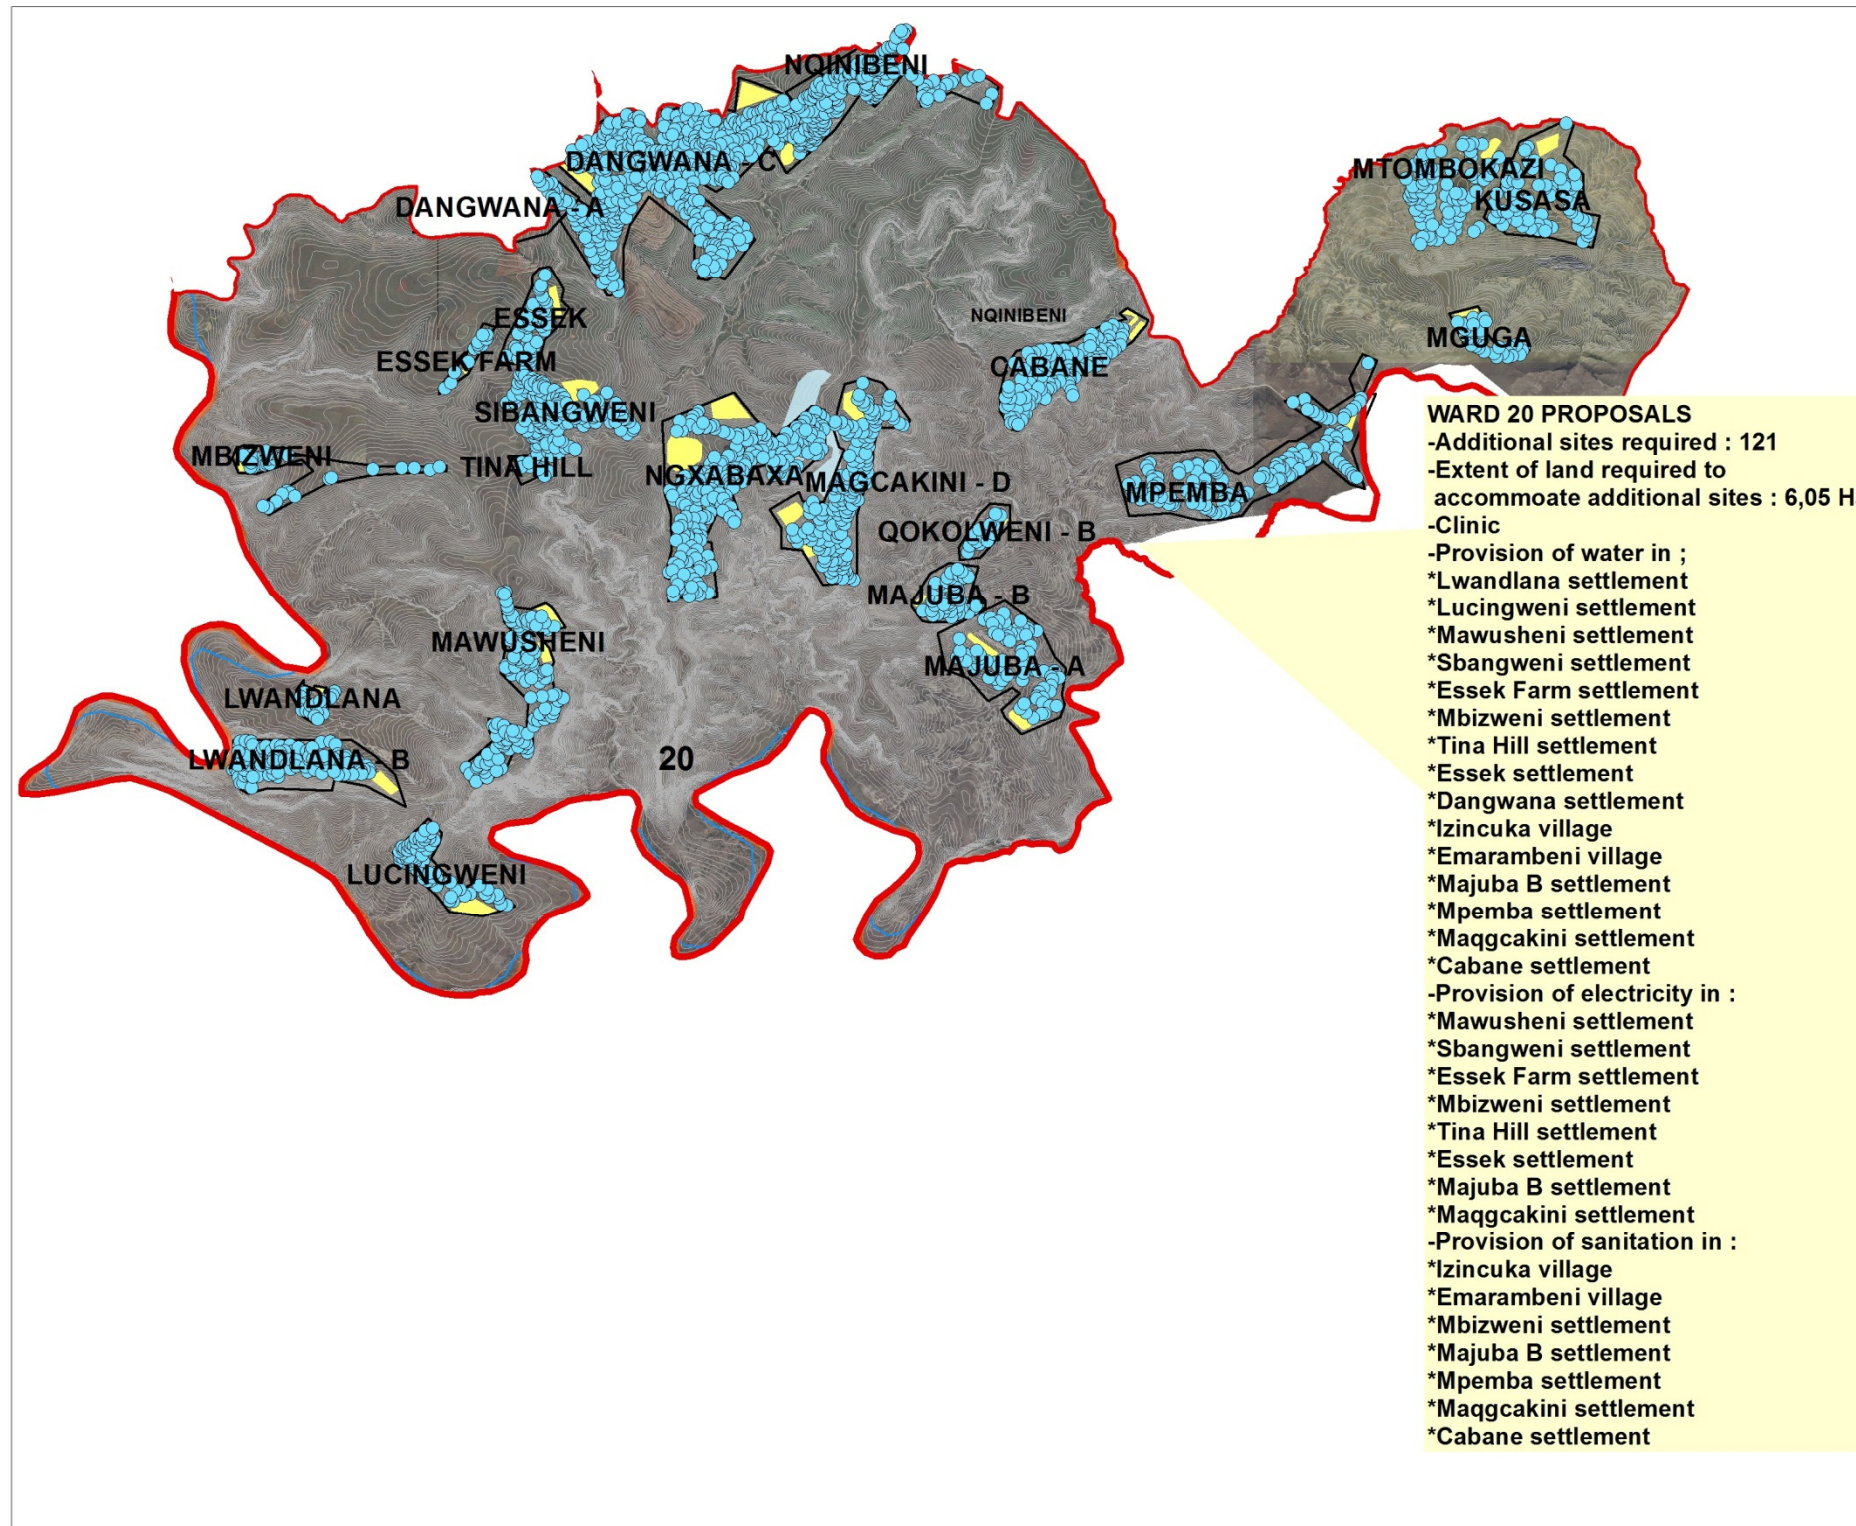 NQINIBENI
DANGWANA - C
DANGWANA - A
MTOMBOKAZI
KUSASA
ESSEK
NQINIBENI
MGUGA
ESSEK FARM
CABANE
SIBANGWENI
MBIZWENI
TINA HILL
NGXABAXA
MAGCAKINI - D
MPEMBA
QOKOLWENI - B
MAJUBA - B
MAWUSHENI
MAJUBA - A
LWANDLANA
LWANDLANA - B
20
LUCINGWENI
WARD 20 PROPOSALS
-Additional sites required : 121
-Extent of land required to
accommoate additional sites : 6,05 H
-Clinic
-Provision of water in ;
*Lwandlana settlement
*Lucingweni settlement
*Mawusheni settlement
*Sbangweni settlement
*Essek Farm settlement
*Mbizweni settlement
*Tina Hill settlement
*Essek settlement
*Dangwana settlement
*Izincuka village
*Emarambeni village
*Majuba B settlement
*Mpemba settlement
*Maqgcakini settlement
*Cabane settlement
-Provision of electricity in :
*Mawusheni settlement
*Sbangweni settlement
*Essek Farm settlement
*Mbizweni settlement
*Tina Hill settlement
*Essek settlement
*Majuba B settlement
*Maqgcakini settlement
-Provision of sanitation in :
*Izincuka village
*Emarambeni village
*Mbizweni settlement
*Majuba B settlement
*Mpemba settlement
*Maqgcakini settlement
*Cabane settlement